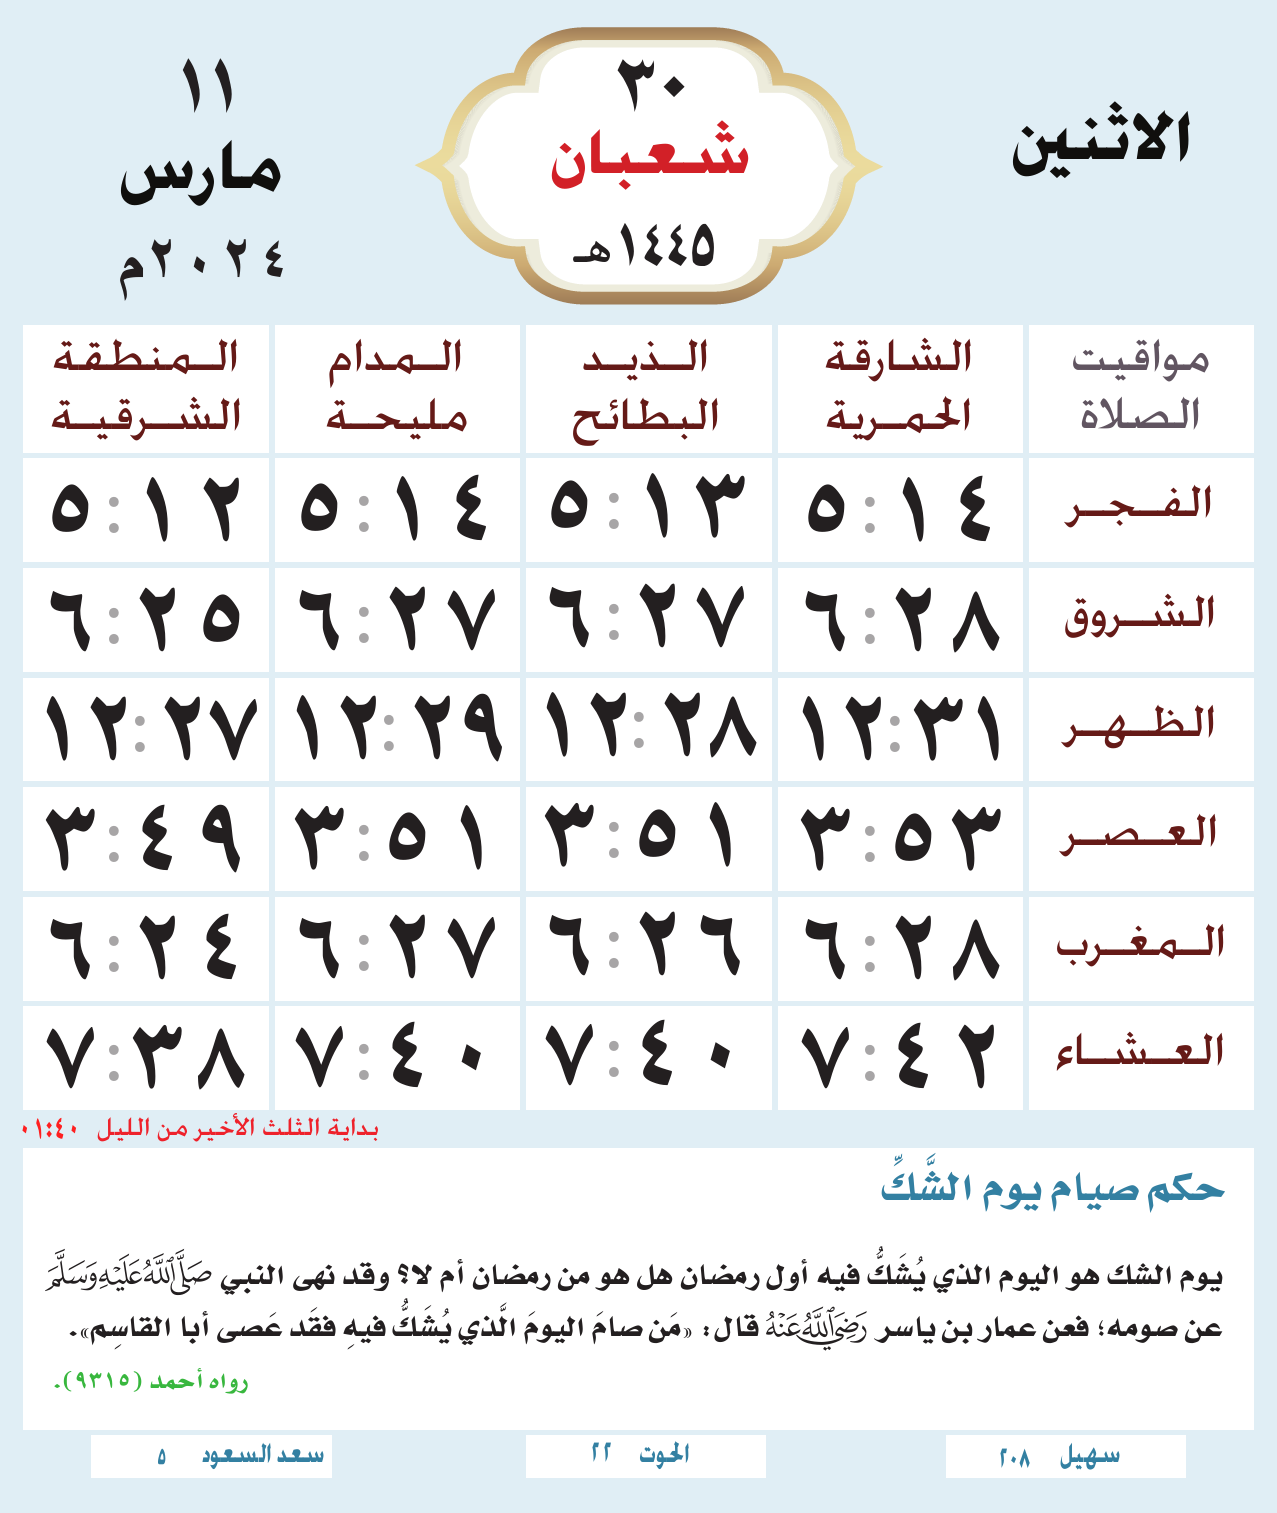 الاثنين
٣٠
شعبان
١٤٤٥هـ
١١
مارس
٢٠٢٤م
مواقيت الصلاة
الشارقة الحمرية
الذيد البطائح
المدام مليحة
المنطقة الشرقية
الفجر ٥:١٤ ٥:١٣ ٥:١٤ ٥:١٢
الشروق ٦:٢٨ ٦:٢٧ ٦:٢٧ ٦:٢٥
الظهر ١٢:٣١ ١٢:٢٨ ١٢:٢٩ ١٢:٢٧
العصر ٣:٥٣ ٣:٥١ ٣:٥١ ٣:٤٩
المغرب ٦:٢٨ ٦:٢٦ ٦:٢٧ ٦:٢٤
العشاء ٧:٤٢ ٧:٤٠ ٧:٤٠ ٧:٣٨
بداية الثلث الأخير من الليل ٠١:٤٠
حكم صيام يوم الشَّكِّ
يوم الشك هو اليوم الذي يُشَكُّ فيه أول رمضان هل هو من رمضان أم لا؟ وقد نهى النبي صَلَّى اللَّهُ عَلَيْهِ وَسَلَّمَ
عن صومه؛ فعن عمار بن ياسر رَضِيَ اللَّهُ عَنْهُ قال: «مَن صامَ اليومَ الَّذي يُشَكُّ فيهِ فقَد عَصى أبا القاسِمِ».
رواه أحمد (٩٣١٥).
سهيل ٢٠٨
الحوت ٢٢
سعد السعود ٥